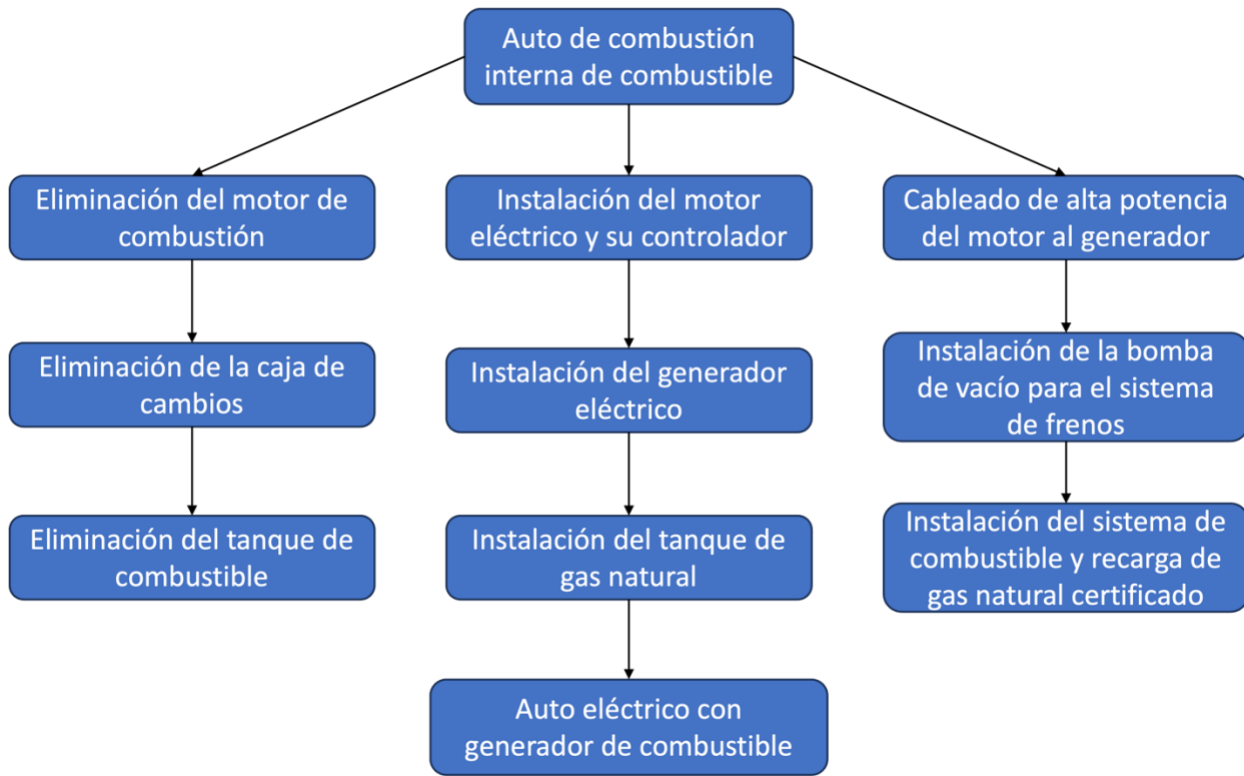 Auto de combustión
interna de combustible
Eliminación del motor de
combustión
Instalación del motor
eléctrico y su controlador
Cableado de alta potencia
del motor al generador
Eliminación de la caja de
cambios
Instalación del generador
eléctrico
Instalación de la bomba
de vacío para el sistema
de frenos
Eliminación del tanque de
combustible
Instalación del tanque de
gas natural
Instalación del sistema de
combustible y recarga de
gas natural certificado
Auto eléctrico con
generador de combustible